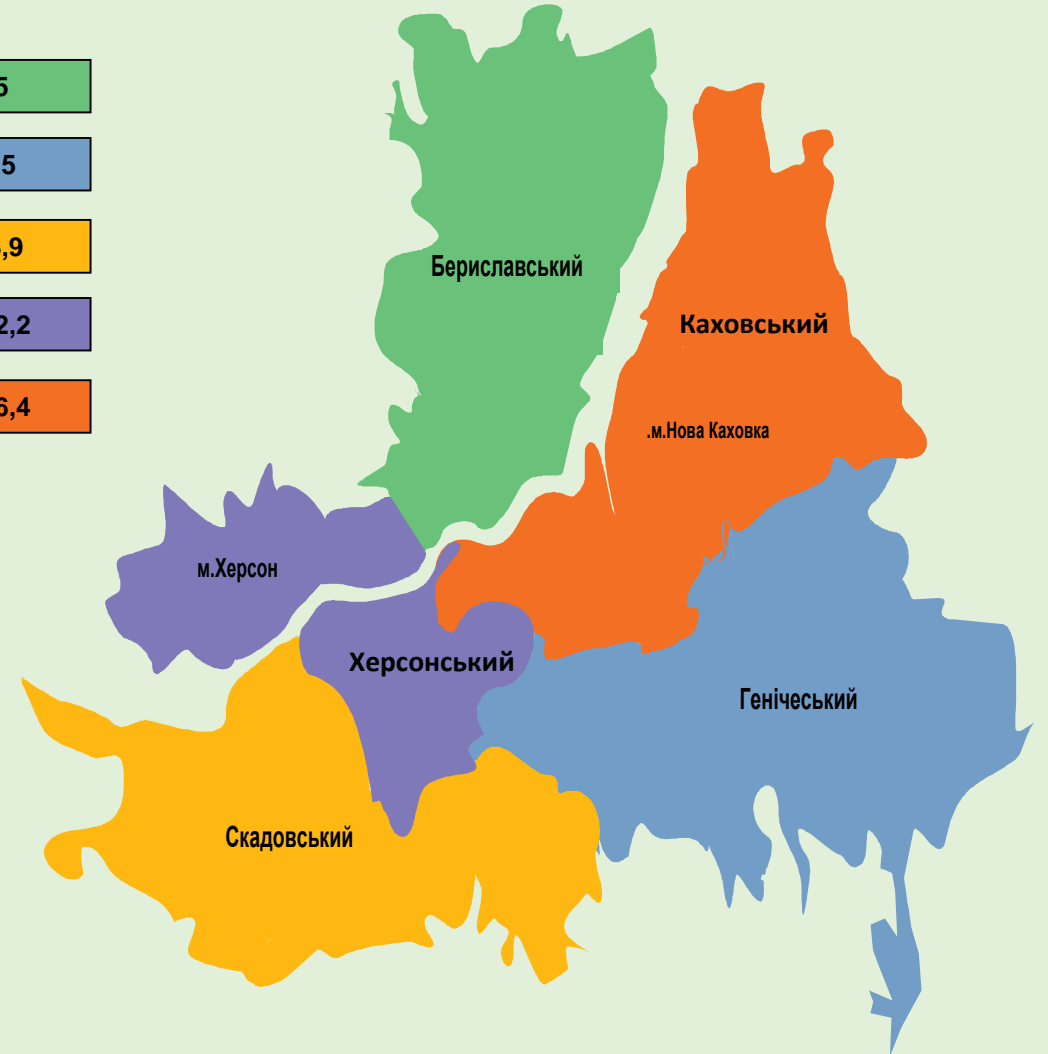 5
5
,9
2,2
6,4
Бериславський
Каховський
.м.Нова Каховка
м.Херсон
Херсонський
Генічеський
Скадовський